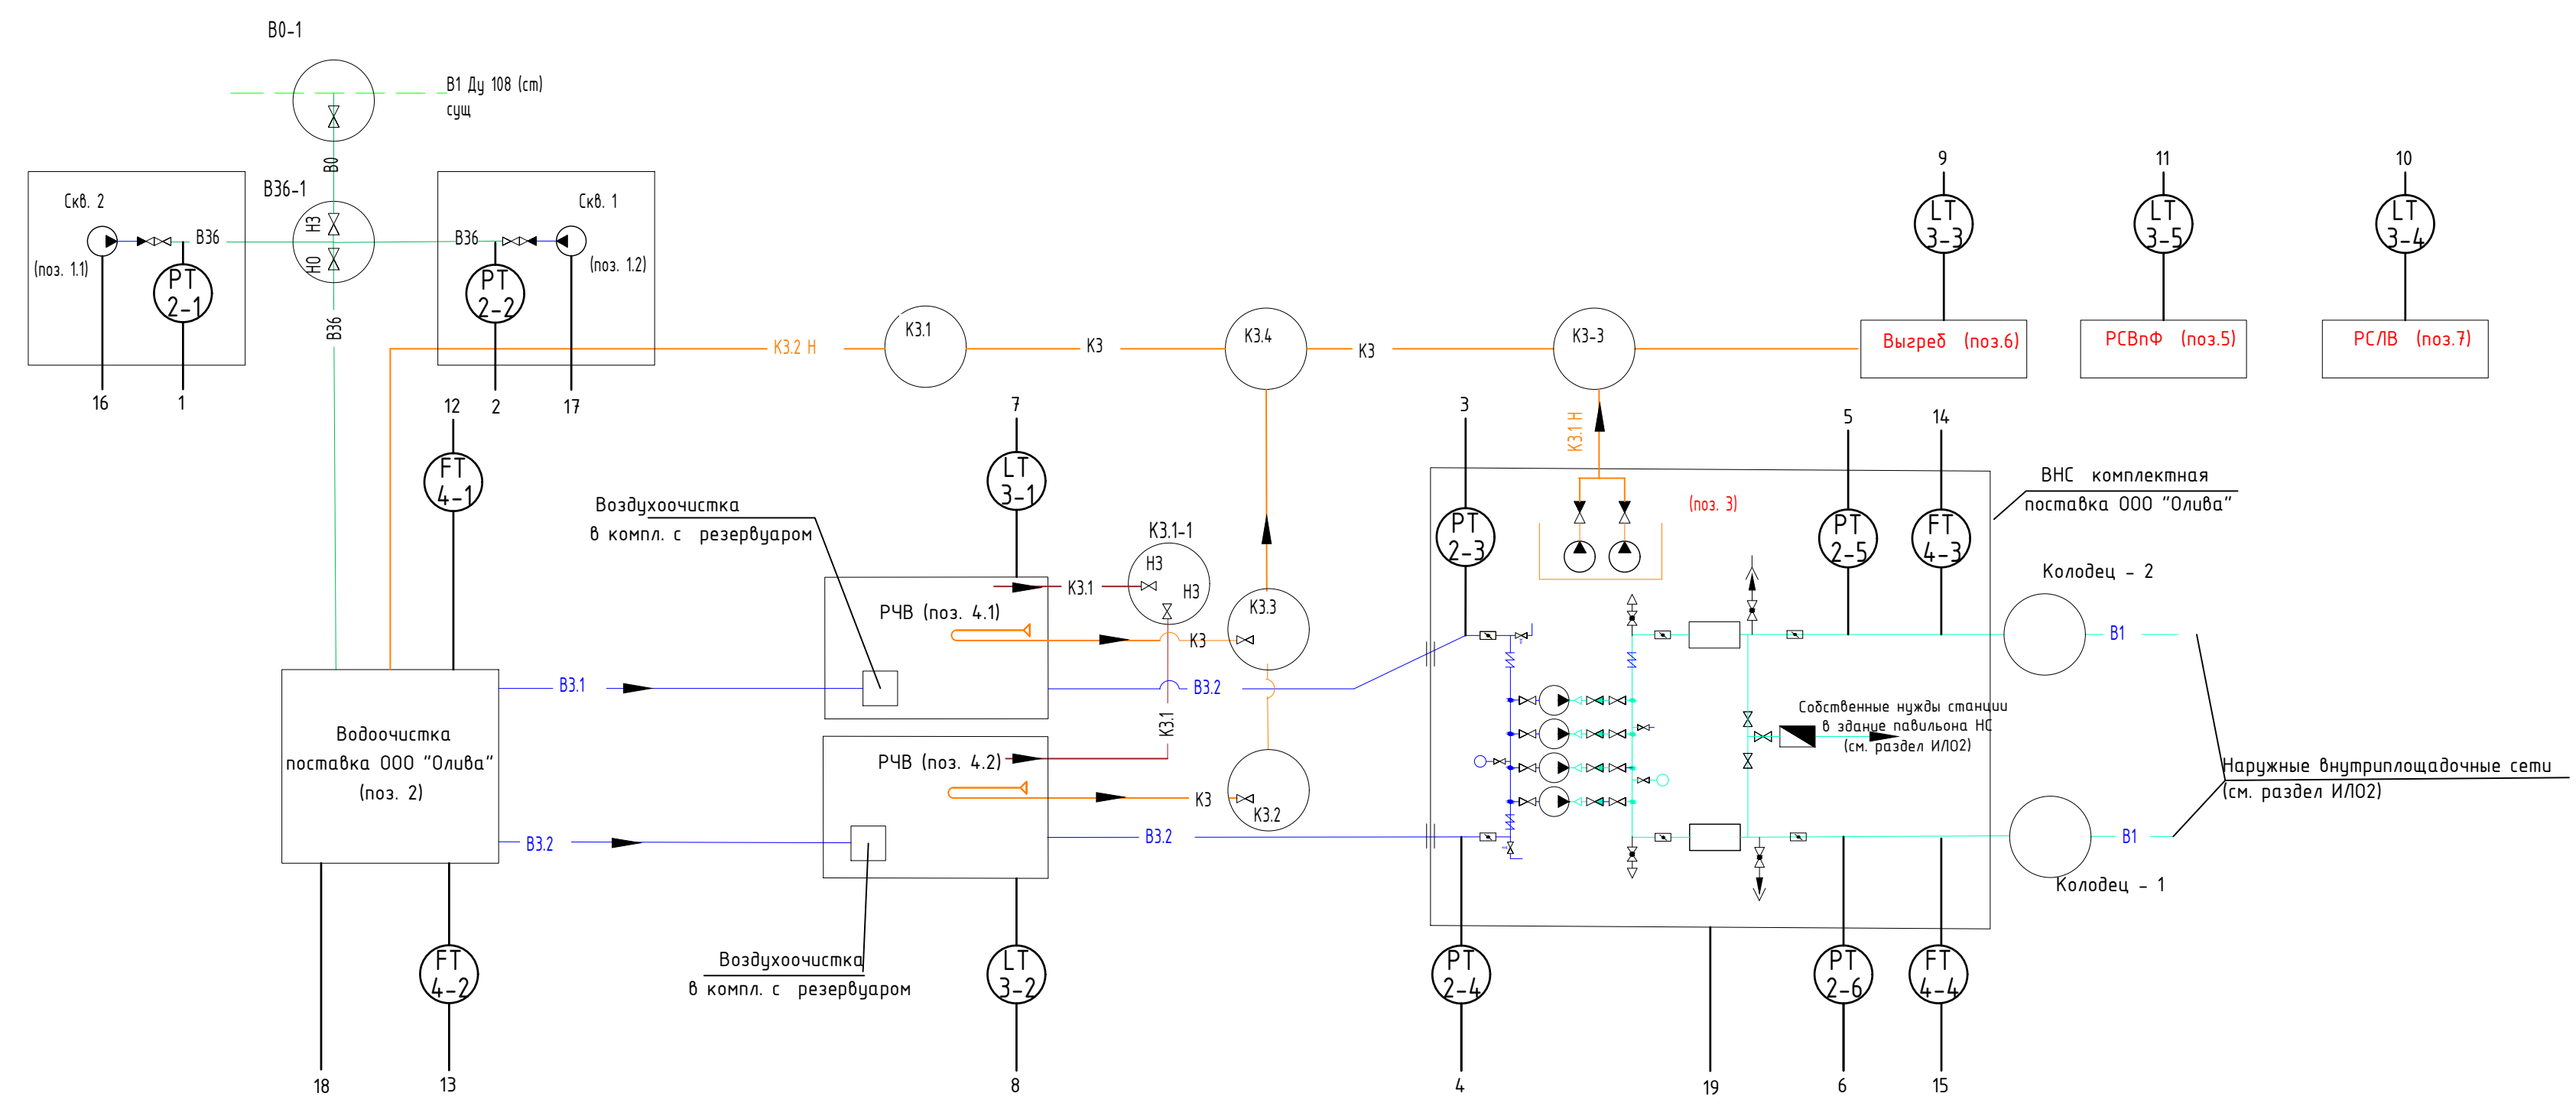 В0-1
В1 Ду 108 (ст)
сущ
В0
Скв. 2
(поз. 1.1)
В36
PT
2-1
16
1
В36-1
НЗ
НО
В36
Скв. 1
(поз. 1.2)
В36
PT
2-2
2
17
К3.2 Н
К3.1
К3
К3.4
К3
К3-3
9
LT
3-3
Выгреб (поз.6)
11
LT
3-5
РСВпФ (поз.5)
10
LT
3-4
РСЛВ (поз.7)
12
FT
4-1
Водоочистка
поставка ООО "Олива"
(поз. 2)
18
FT
4-2
13
В3.1
В3.2
Воздухоочистка
в компл. с резервуаром
7
LT
3-1
РЧВ (поз. 4.1)
К3.1
К3.1-1
НЗ
НЗ
К3
К3.3
В3.2
К3.1
РЧВ (поз. 4.2)
К3
К3.2
В3.2
Воздухоочистка
в компл. с резервуаром
LT
3-2
8
К3.1 Н
3
PT
2-3
(поз. 3)
5
PT
2-5
14
FT
4-3
ВНС комплектная
поставка ООО "Олива"
Колодец - 2
В1
Собственные нужды станции
в здание павильона НС
(см. раздел ИЛО2)
Наружные внутриплощадочные сети
(см. раздел ИЛО2)
В1
Колодец - 1
PT
2-4
4
19
PT
2-6
6
FT
4-4
15